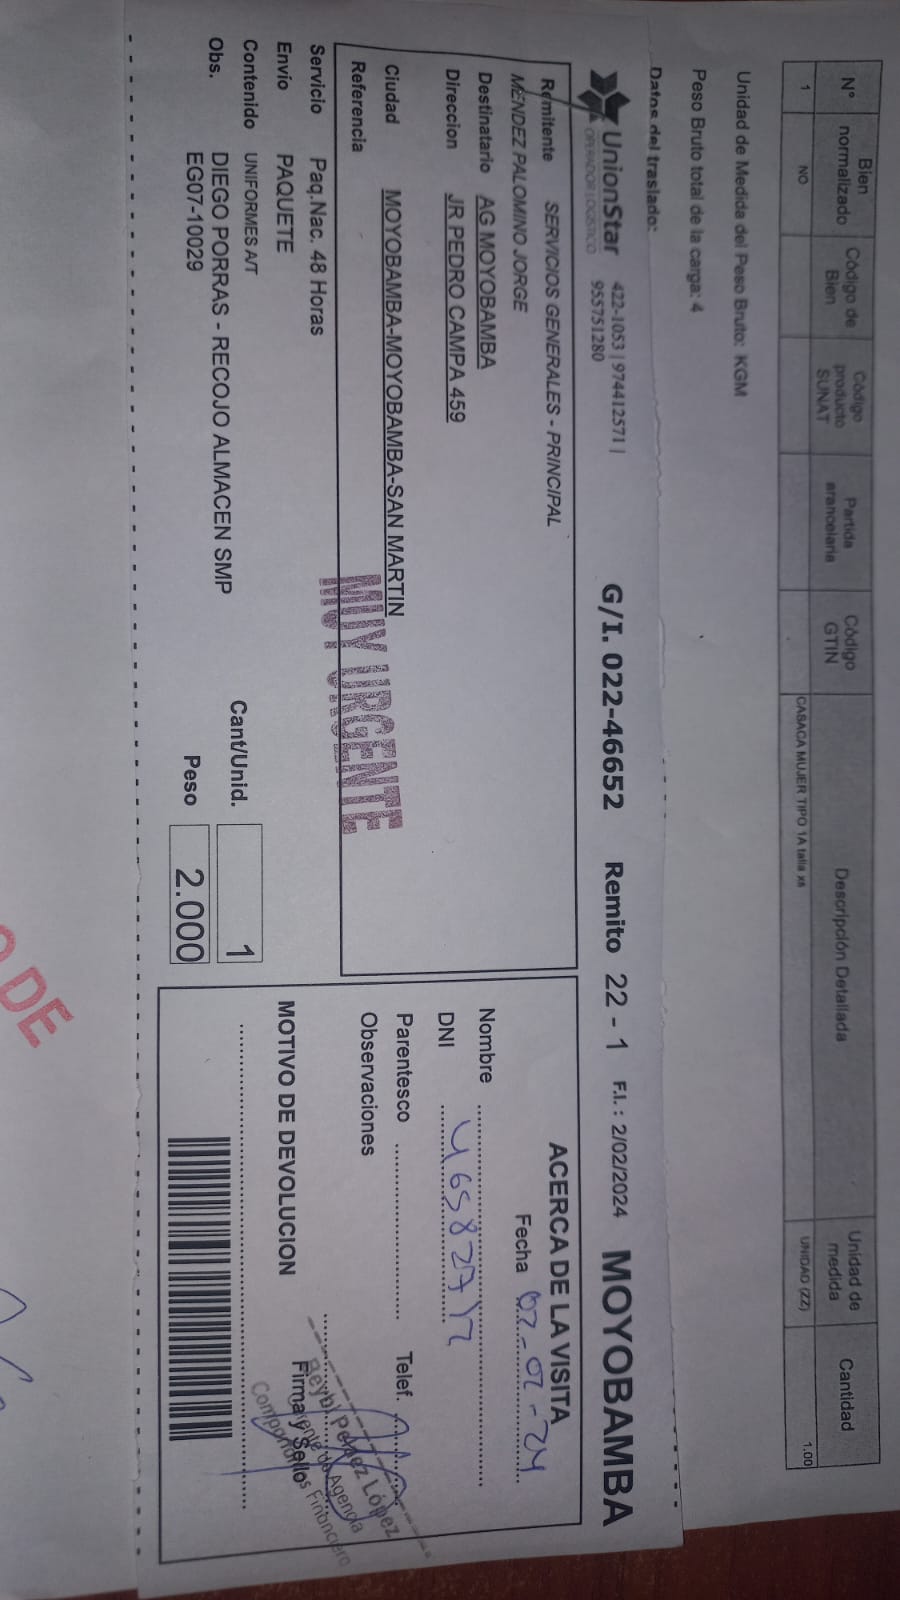 N° Bien normalizado Código de Bien Código producto SUNAT Partida arancelaria Código GTIN Descripción Detallada Unidad de medida Cantidad
1 NO CASACA MUJER TIPO 1A talla xs UNIDAD (ZZ) 1.00
Unidad de Medida del Peso Bruto: KGM
Peso Bruto total de la carga: 4
Datos del traslado:
UnionStar 422-1053 | 974412571 |
OPERADOR LOGISTICO 955751280
G/I. 022-46652 Remito 22 - 1 F.I. : 2/02/2024 MOYOBAMBA
Remitente SERVICIOS GENERALES - PRINCIPAL
MENDEZ PALOMINO JORGE
Destinatario AG MOYOBAMBA
Direccion JR PEDRO CAMPA 459
Ciudad MOYOBAMBA-MOYOBAMBA-SAN MARTIN
Referencia
MUY URGENTE
Servicio Paq.Nac. 48 Horas
Envio PAQUETE
Contenido UNIFORMES A/T
Obs. DIEGO PORRAS - RECOJO ALMACEN SMP
EG07-10029
Cant/Unid. 1
Peso 2.000
ACERCA DE LA VISITA
Fecha 07-02-24
Nombre
DNI
Parentesco Telef.
Observaciones
MOTIVO DE DEVOLUCION
Firma y Sello
López
Gerente de Agencia
DE